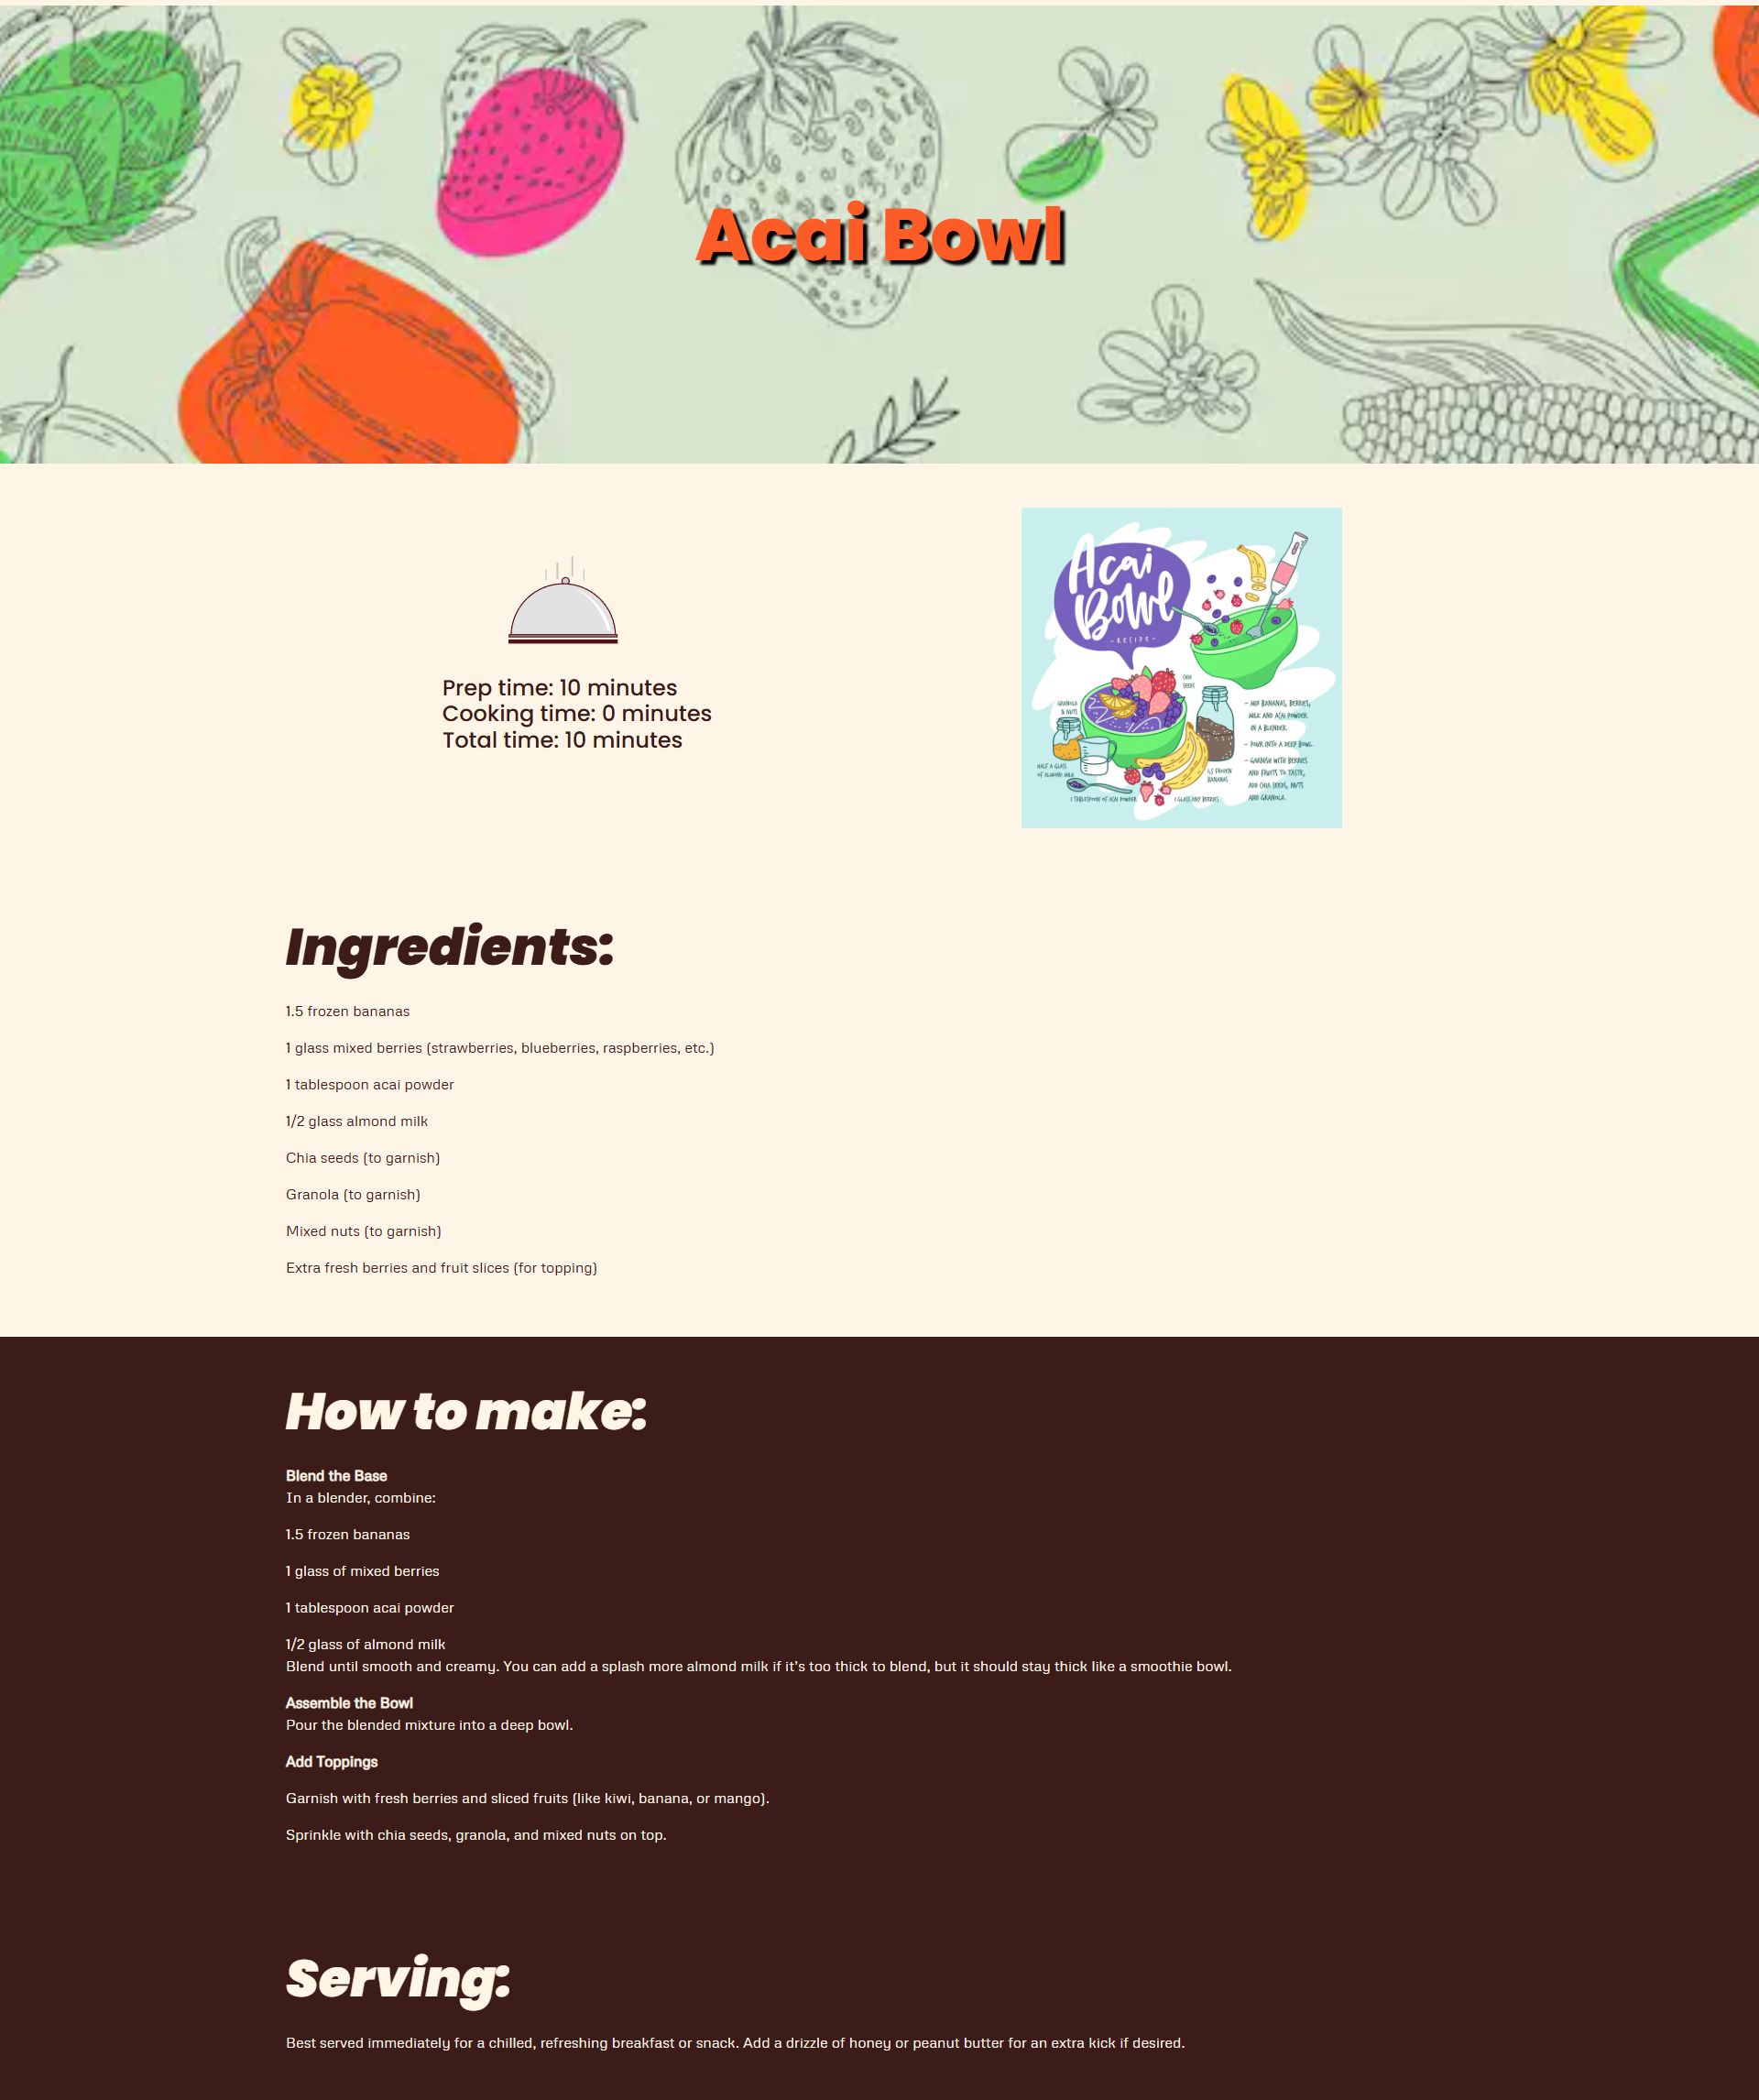 Acai Bowl
Prep time: 10 minutes
Cooking time: 0 minutes
Total time: 10 minutes
Acai
Bowl
- RECIPE -
CHIA
SEEDS
GRANOLA
& NUTS
HALF A GLASS
OF ALMOND MILK
1 TABLESPOON OF ACAI POWDER
1 GLASS ANY BERRIES
1,5 FROZEN
BANANAS
- MIX BANANAS, BERRIES,
MILK AND ACAI POWDER
IN A BLENDER.
- POUR INTO A DEEP BOWL.
- GARNISH WITH BERRIES
AND FRUITS TO TASTE,
ADD CHIA SEEDS, NUTS
AND GRANOLA.
Ingredients:
1.5 frozen bananas
1 glass mixed berries (strawberries, blueberries, raspberries, etc.)
1 tablespoon acai powder
1/2 glass almond milk
Chia seeds (to garnish)
Granola (to garnish)
Mixed nuts (to garnish)
Extra fresh berries and fruit slices (for topping)
How to make:
Blend the Base
In a blender, combine:
1.5 frozen bananas
1 glass of mixed berries
1 tablespoon acai powder
1/2 glass of almond milk
Blend until smooth and creamy. You can add a splash more almond milk if it's too thick to blend, but it should stay thick like a smoothie bowl.
Assemble the Bowl
Pour the blended mixture into a deep bowl.
Add Toppings
Garnish with fresh berries and sliced fruits (like kiwi, banana, or mango).
Sprinkle with chia seeds, granola, and mixed nuts on top.
Serving:
Best served immediately for a chilled, refreshing breakfast or snack. Add a drizzle of honey or peanut butter for an extra kick if desired.